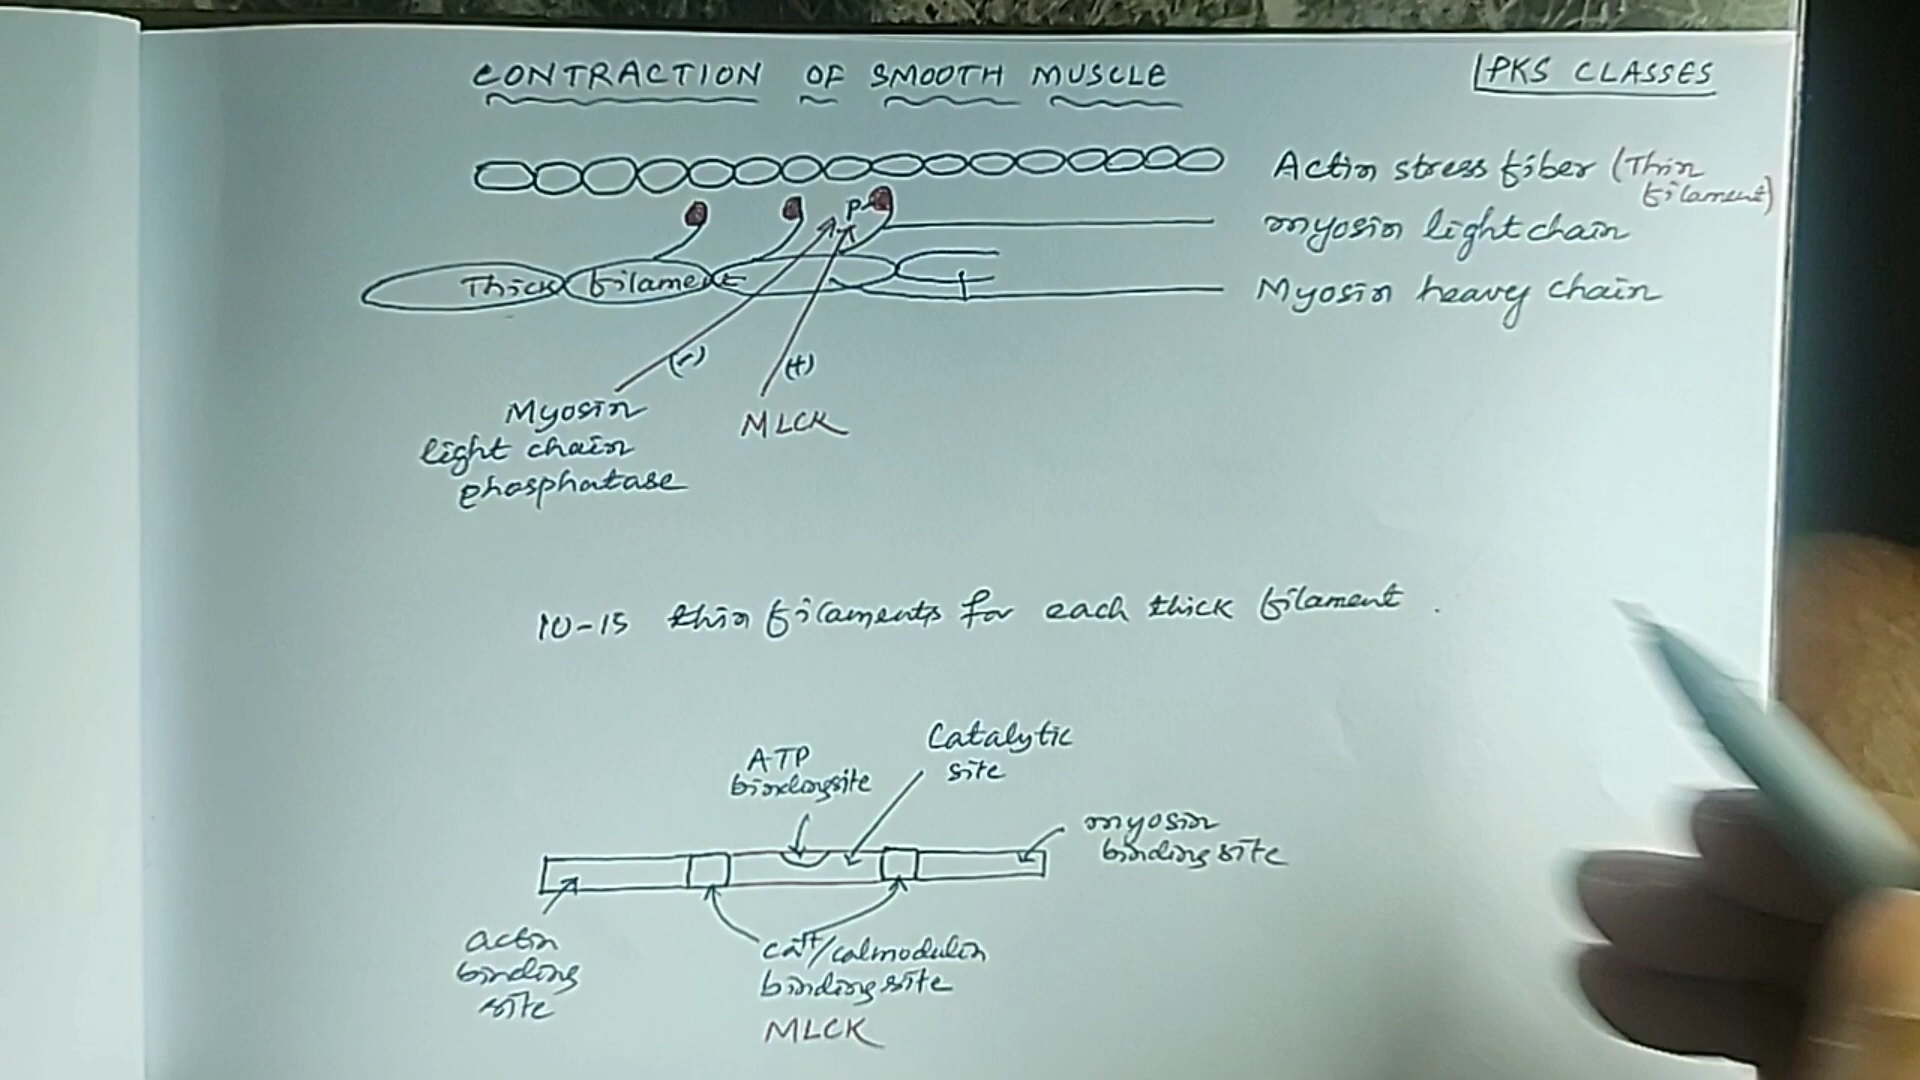 CONTRACTION OF SMOOTH MUSCLE
PKS CLASSES
Actin stress fiber (Thin
filament)
P
myosin light chain
Thick filament
Myosin heavy chain
(-)
(+)
Myosin
light chain
phosphatase
MLCK
10-15 thin filaments for each thick filament.
ATP
binding site
Catalytic
site
myosin
binding site
actin
binding
site
Ca++/calmodulin
binding site
MLCK